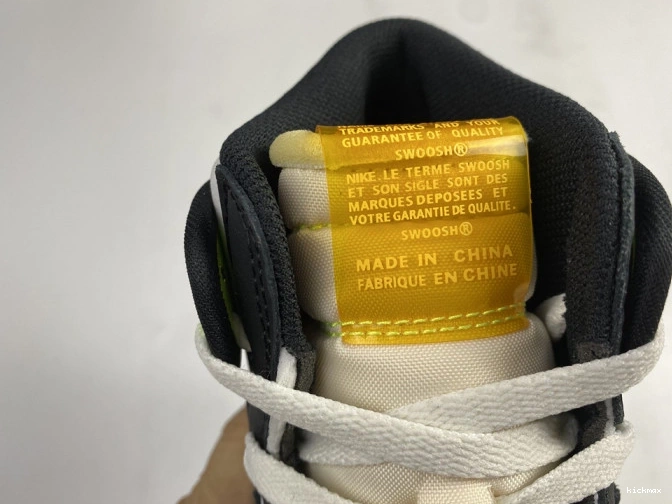 TRADEMARKS AND YOUR
GUARANTEE OF QUALITY
SWOOSH®
NIKE. LE TERME SWOOSH
ET SON SIGLE SONT DES
MARQUES DEPOSEES ET
VOTRE GARANTIE DE QUALITE.
SWOOSH®
MADE IN CHINA
FABRIQUE EN CHINE
kickmax